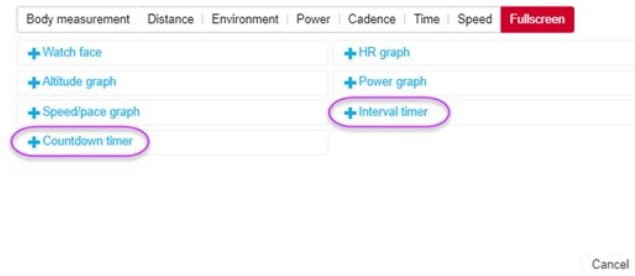 Body measurement Distance Environment Power Cadence Time Speed Fullscreen
Watch face HR graph
Altitude graph Power graph
Speed/pace graph Interval timer
Countdown timer
Cancel